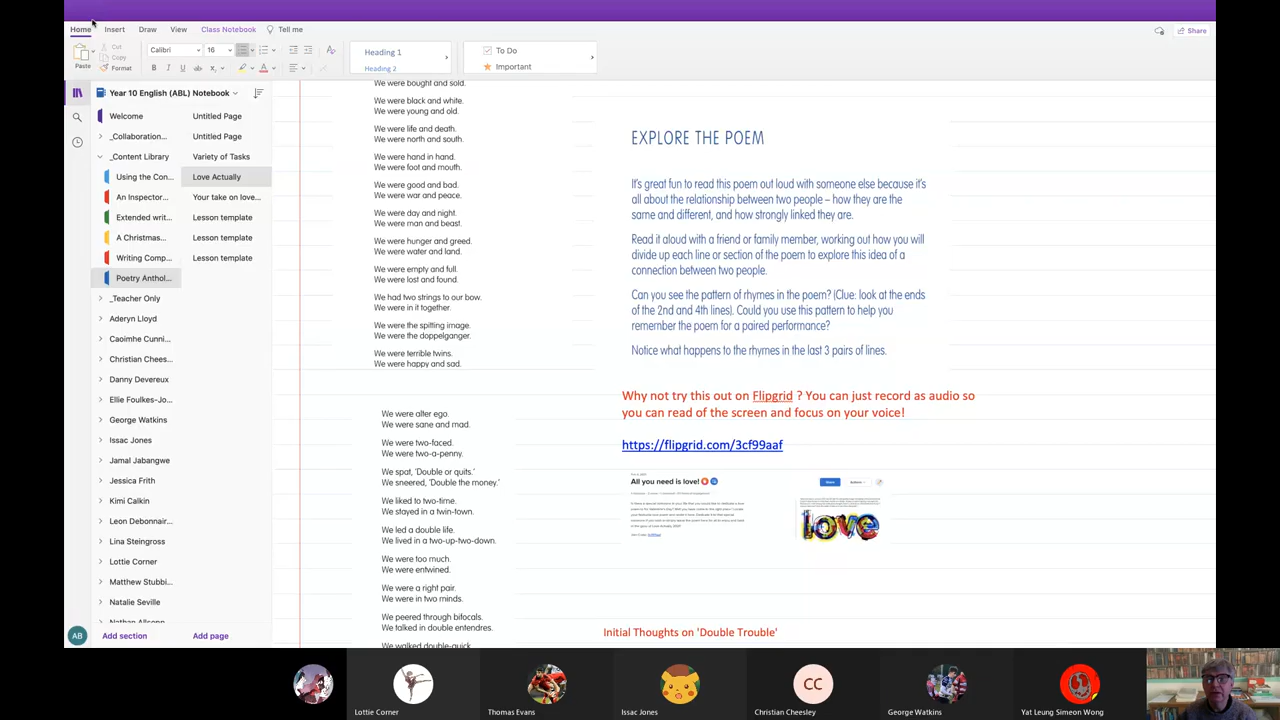 Home Insert Draw View Class Notebook Tell me Share
Paste Cut Copy Format Calibri 16 Heading 1 Heading 2 To Do Important
Year 10 English (ABL) Notebook
Welcome
_Collaboration...
_Content Library
Using the Con...
An Inspector...
Extended writ...
A Christmas...
Writing Comp...
Poetry Anthol...
_Teacher Only
Aderyn Lloyd
Caoimhe Cunni...
Christian Chees...
Danny Devereux
Ellie Foulkes-Jo...
George Watkins
Issac Jones
Jamal Jabangwe
Jessica Frith
Kimi Calkin
Leon Debonnair...
Lina Steingross
Lottie Corner
Matthew Stubbi...
Natalie Seville
Nathan Allsopp
Add section
Untitled Page
Untitled Page
Variety of Tasks
Love Actually
Your take on love...
Lesson template
Lesson template
Lesson template
Add page
AB
We were bought and sold.
We were black and white.
We were young and old.
We were life and death.
We were north and south.
We were hand in hand.
We were foot and mouth.
We were good and bad.
We were war and peace.
We were day and night.
We were man and beast.
We were hunger and greed.
We were water and land.
We were empty and full.
We were lost and found.
We had two strings to our bow.
We were in it together.
We were the spitting image.
We were the doppelganger.
We were terrible twins.
We were happy and sad.
We were alter ego.
We were sane and mad.
We were two-faced.
We were two-a-penny.
We spat, 'Double or quits.'
We sneered, 'Double the money.'
We liked to two-time.
We stayed in a twin-town.
We led a double life.
We lived in a two-up-two-down.
We were too much.
We were entwined.
We were a right pair.
We were in two minds.
We peered through bifocals.
We talked in double entendres.
We walked double-quick
EXPLORE THE POEM
It's great fun to read this poem out loud with someone else because it's
all about the relationship between two people – how they are the
same and different, and how strongly linked they are.
Read it aloud with a friend or family member, working out how you will
divide up each line or section of the poem to explore this idea of a
connection between two people.
Can you see the pattern of rhymes in the poem? (Clue: look at the ends
of the 2nd and 4th lines). Could you use this pattern to help you
remember the poem for a paired performance?
Notice what happens to the rhymes in the last 3 pairs of lines.
Why not try this out on Flipgrid ? You can just record as audio so
you can read of the screen and focus on your voice!
https://flipgrid.com/3cf99aaf
All you need is love!
love
Initial Thoughts on 'Double Trouble'
CC
Lottie Corner
Thomas Evans
Issac Jones
Christian Cheesley
George Watkins
Yat Leung Simeon Wong